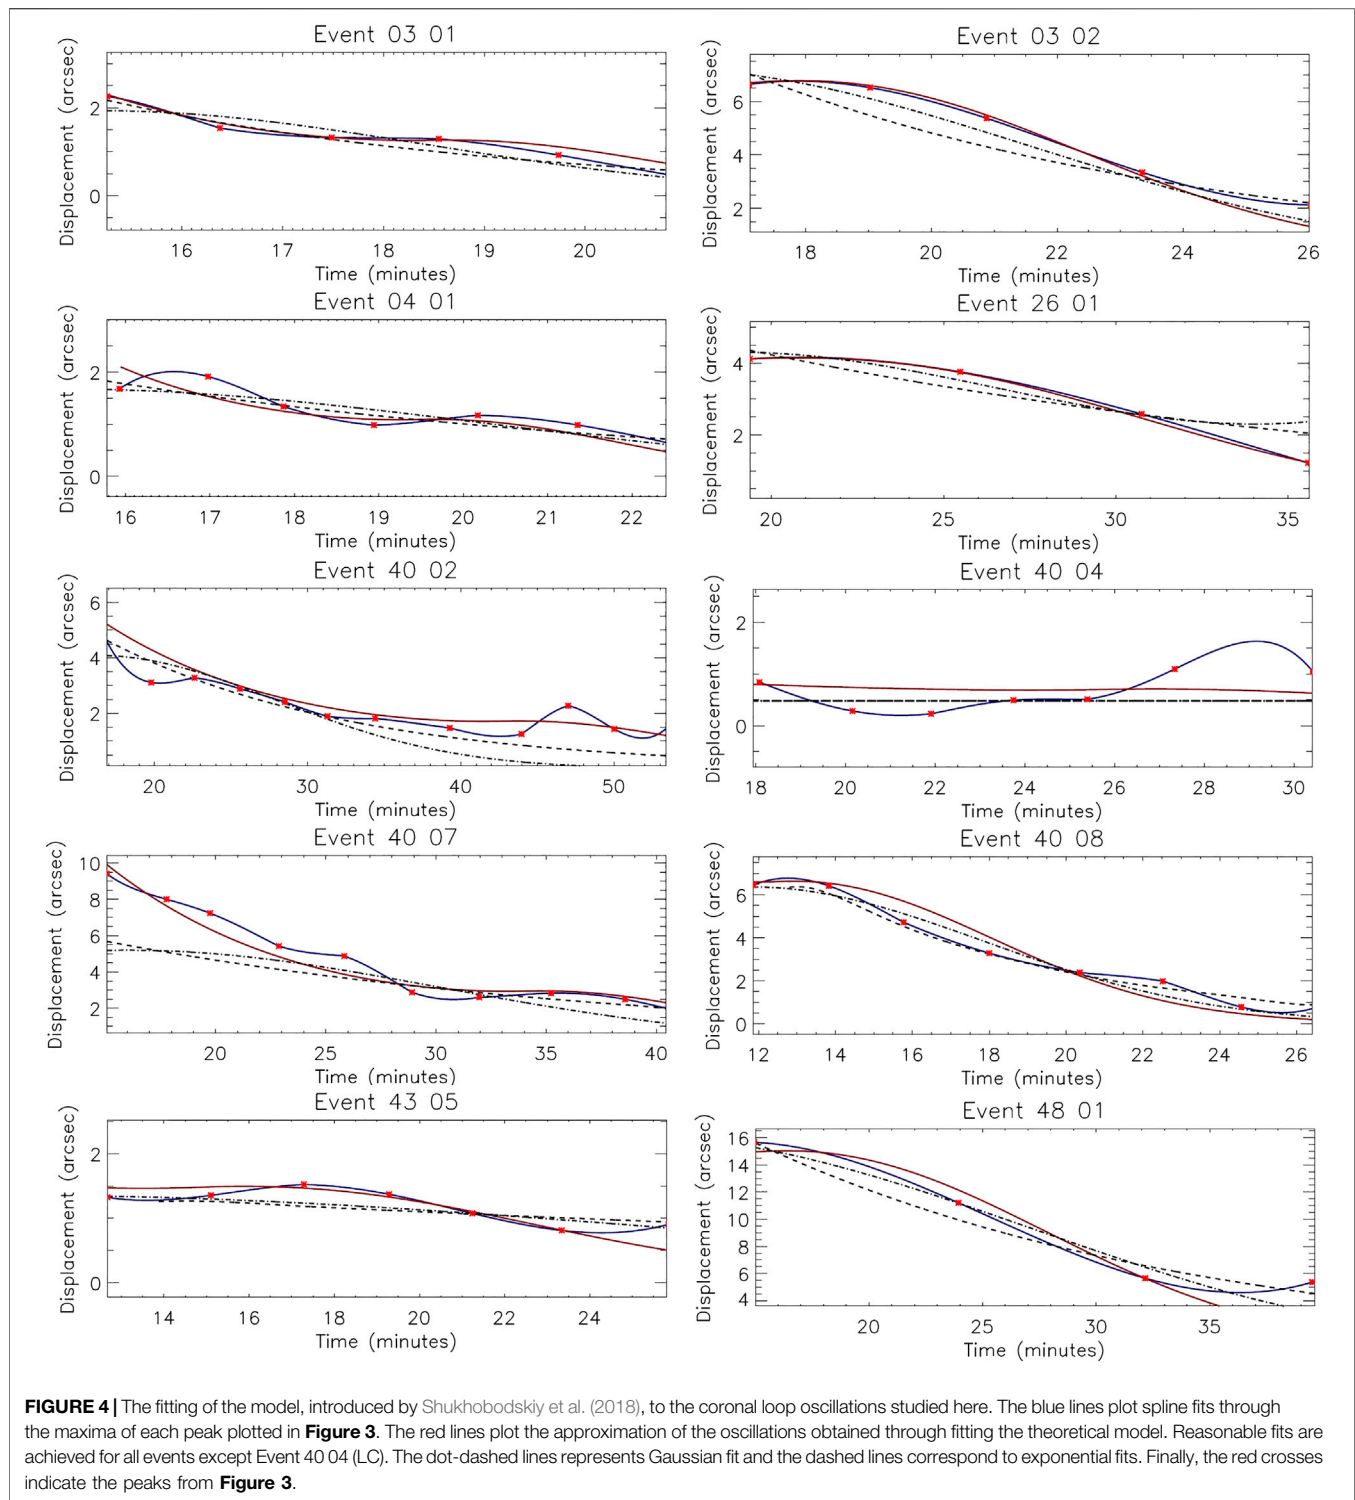 Event 03 01
Displacement (arcsec)
2
0
16 17 18 19 20
Time (minutes)
Event 03 02
Displacement (arcsec)
6
4
2
18 20 22 24 26
Time (minutes)
Event 04 01
Displacement (arcsec)
2
0
16 17 18 19 20 21 22
Time (minutes)
Event 26 01
Displacement (arcsec)
4
2
20 25 30 35
Time (minutes)
Event 40 02
Displacement (arcsec)
6
4
2
20 30 40 50
Time (minutes)
Event 40 04
Displacement (arcsec)
2
0
18 20 22 24 26 28 30
Time (minutes)
Event 40 07
Displacement (arcsec)
10
8
6
4
2
20 25 30 35 40
Time (minutes)
Event 40 08
Displacement (arcsec)
6
4
2
0
12 14 16 18 20 22 24 26
Time (minutes)
Event 43 05
Displacement (arcsec)
2
0
14 16 18 20 22 24
Time (minutes)
Event 48 01
Displacement (arcsec)
16
14
12
10
8
6
4
20 25 30 35
Time (minutes)
FIGURE 4 | The fitting of the model, introduced by Shukhobodskiy et al. (2018), to the coronal loop oscillations studied here. The blue lines plot spline fits through
the maxima of each peak plotted in Figure 3. The red lines plot the approximation of the oscillations obtained through fitting the theoretical model. Reasonable fits are
achieved for all events except Event 40 04 (LC). The dot-dashed lines represents Gaussian fit and the dashed lines correspond to exponential fits. Finally, the red crosses
indicate the peaks from Figure 3.